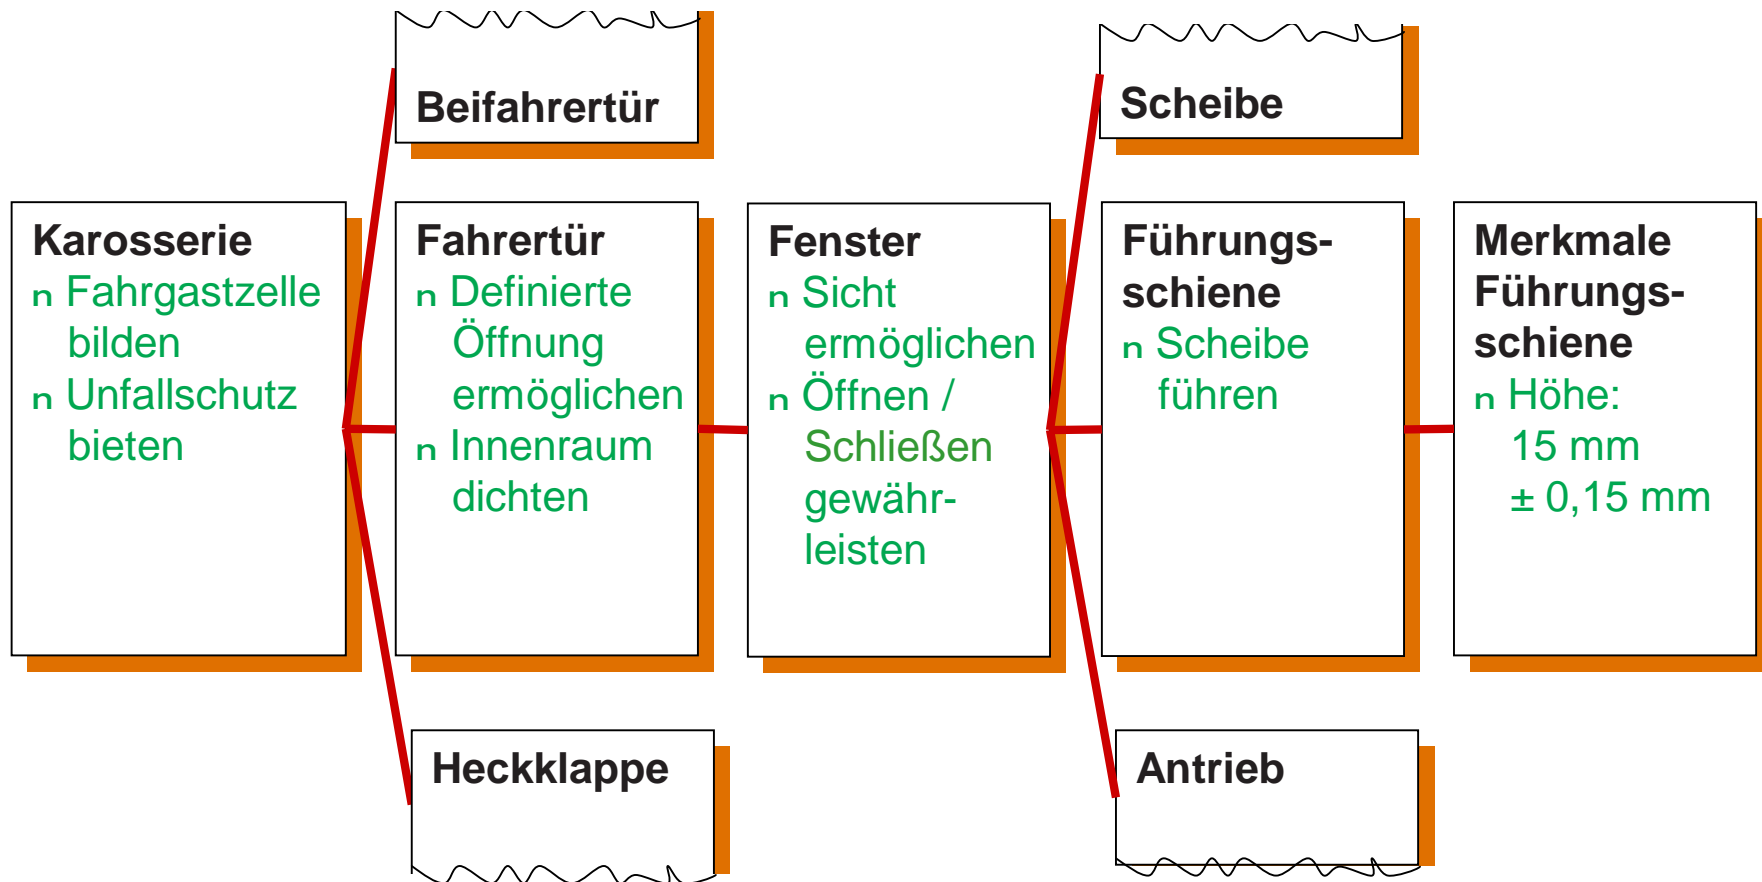 Beifahrertür
Scheibe
Karosserie
n Fahrgastzelle
bilden
n Unfallschutz
bieten
Fahrertür
n Definierte
Öffnung
ermöglichen
n Innenraum
dichten
Fenster
n Sicht
ermöglichen
n Öffnen /
Schließen
gewähr-
leisten
Führungs-
schiene
n Scheibe
führen
Merkmale
Führungs-
schiene
n Höhe:
15 mm
± 0,15 mm
Heckklappe
Antrieb